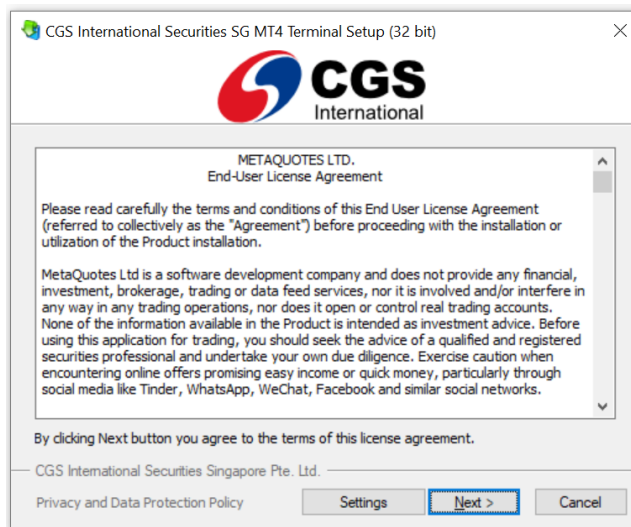 CGS International Securities SG MT4 Terminal Setup (32 bit)
CGS
International
METAQUOTES LTD.
End-User License Agreement
Please read carefully the terms and conditions of this End User License Agreement
(referred to collectively as the "Agreement") before proceeding with the installation or
utilization of the Product installation.
MetaQuotes Ltd is a software development company and does not provide any financial,
investment, brokerage, trading or data feed services, nor it is involved and/or interfere in
any way in any trading operations, nor does it open or control real trading accounts.
None of the information available in the Product is intended as investment advice. Before
using this application for trading, you should seek the advice of a qualified and registered
securities professional and undertake your own due diligence. Exercise caution when
encountering online offers promising easy income or quick money, particularly through
social media like Tinder, WhatsApp, WeChat, Facebook and similar social networks.
By clicking Next button you agree to the terms of this license agreement.
CGS International Securities Singapore Pte. Ltd.
Privacy and Data Protection Policy
Settings
Next >
Cancel